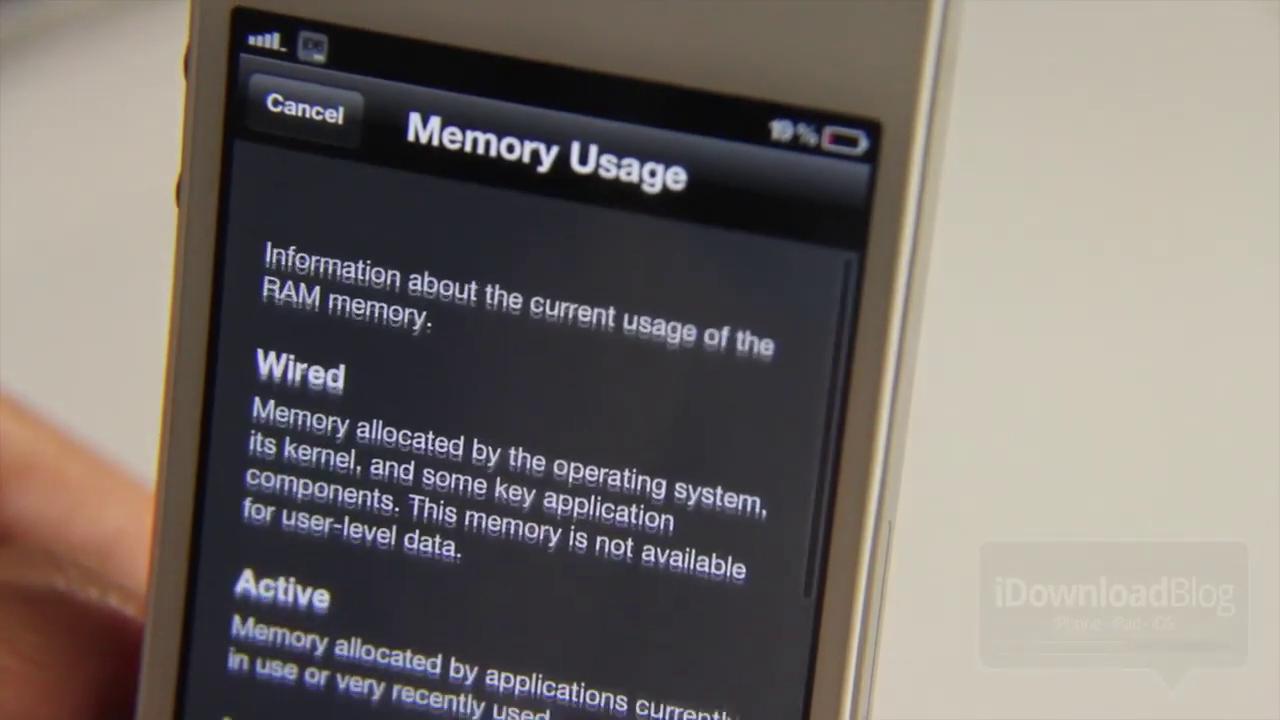 19%
Cancel
Memory Usage
Information about the current usage of the
RAM memory.
Wired
Memory allocated by the operating system,
its kernel, and some key application
components. This memory is not available
for user-level data.
Active
Memory allocated by applications currently
in use or very recently used.
iDownloadBlog
iPhone · iPad · iOS